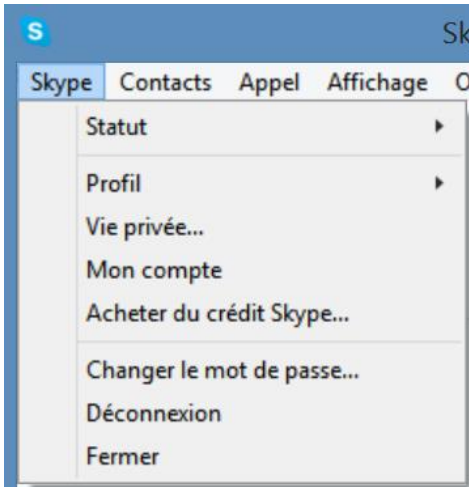 S
Sk
Skype Contacts Appel Affichage O
Statut
Profil
Vie privée...
Mon compte
Acheter du crédit Skype...
Changer le mot de passe...
Déconnexion
Fermer